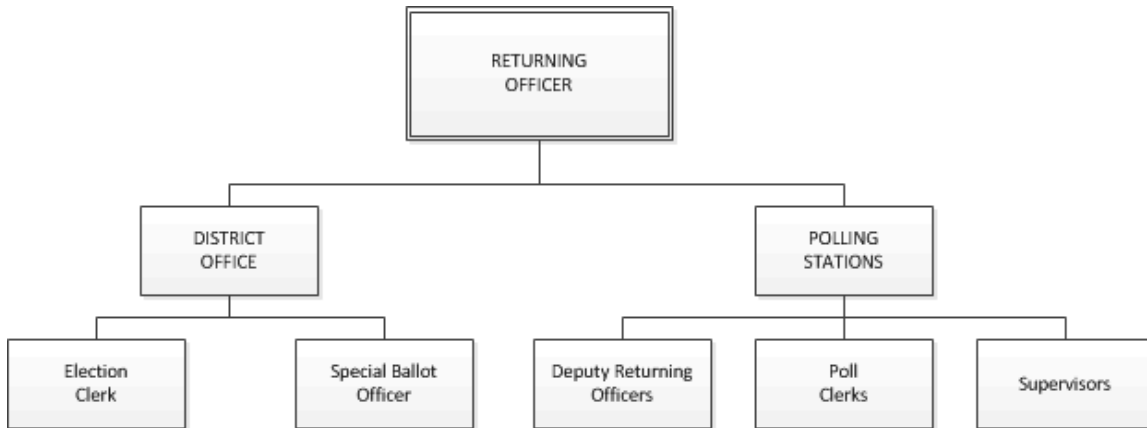 RETURNING
OFFICER
DISTRICT
OFFICE
POLLING
STATIONS
Election
Clerk
Special Ballot
Officer
Deputy Returning
Officers
Poll
Clerks
Supervisors